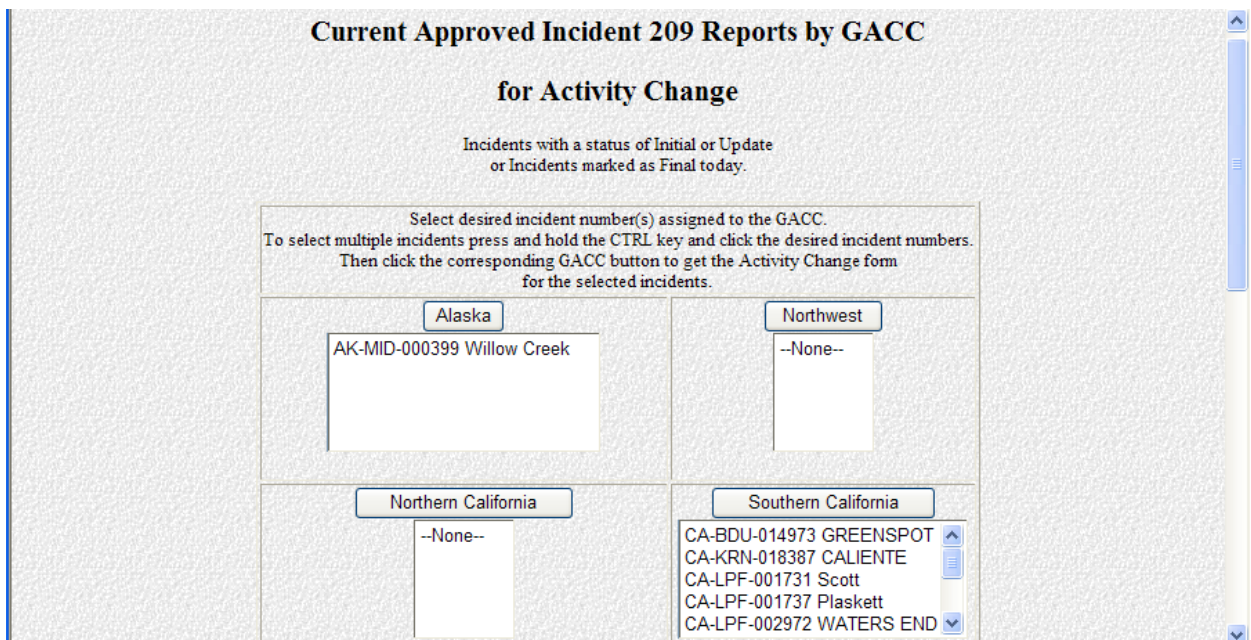 Current Approved Incident 209 Reports by GACC
for Activity Change
Incidents with a status of Initial or Update
or Incidents marked as Final today.
Select desired incident number(s) assigned to the GACC.
To select multiple incidents press and hold the CTRL key and click the desired incident numbers.
Then click the corresponding GACC button to get the Activity Change form
for the selected incidents.
Alaska
AK-MID-000399 Willow Creek
Northwest
--None--
Northern California
--None--
Southern California
CA-BDU-014973 GREENSPOT
CA-KRN-018387 CALIENTE
CA-LPF-001731 Scott
CA-LPF-001737 Plaskett
CA-LPF-002972 WATERS END